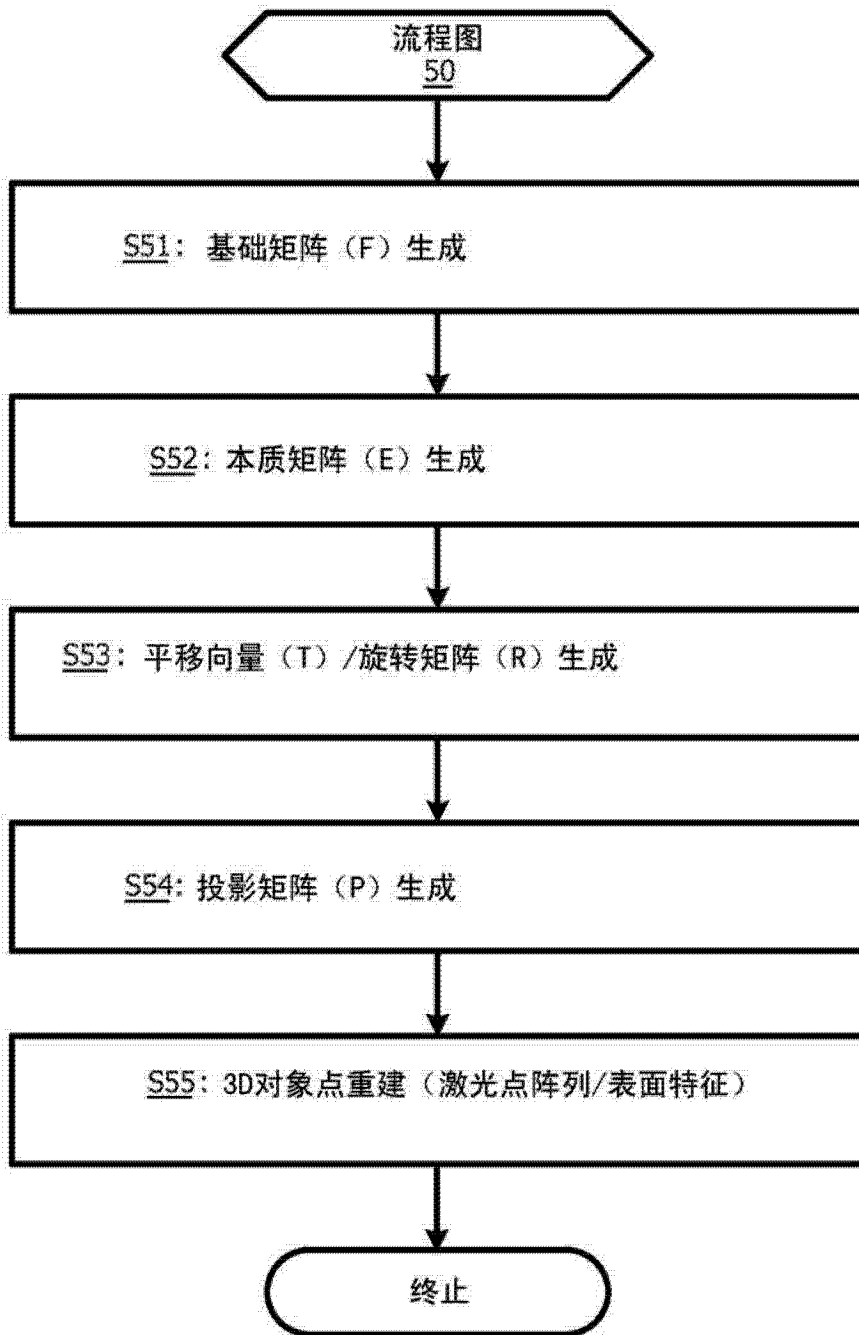 流程图
50
S51: 基础矩阵（F）生成
S52: 本质矩阵（E）生成
S53: 平移向量（T）/旋转矩阵（R）生成
S54: 投影矩阵（P）生成
S55: 3D对象点重建（激光点阵列/表面特征）
终止